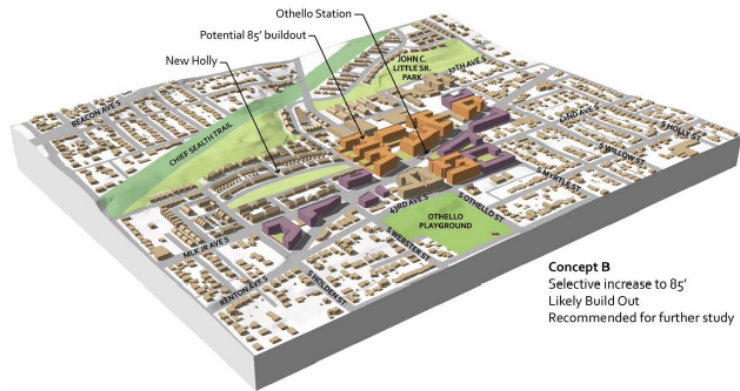 Othello Station
Potential 85' buildout
New Holly
JOHN C.
LITTLE SR.
PARK
37TH AVE S
BEACON AVE S
CHIEF SEALTH TRAIL
42ND AVE S
S HOLLY ST
S WILLOW ST
S MYRTLE ST
S OTHELLO ST
43RD AVE S
OTHELLO
PLAYGROUND
MLK JR AVE S
S WEBSTER ST
RENTON AVE S
S HOLDEN ST
Concept B
Selective increase to 85'
Likely Build Out
Recommended for further study